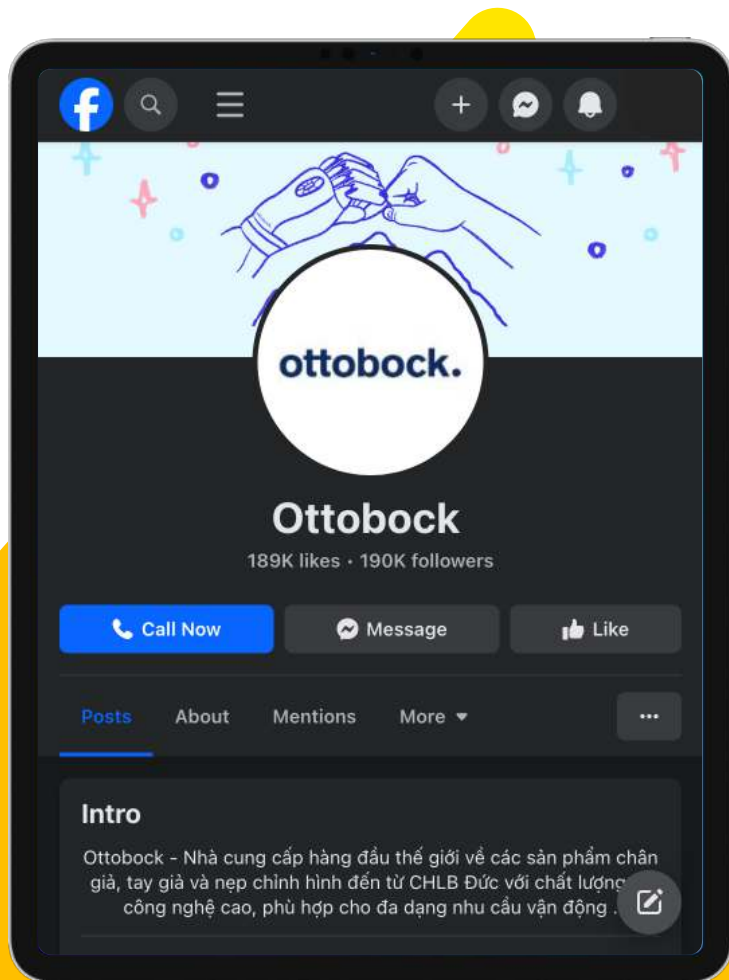 ottobock.
Ottobock
189K likes • 190K followers
Call Now
Message
Like
Posts
About
Mentions
More
Intro
Ottobock - Nhà cung cấp hàng đầu thế giới về các sản phẩm chân
giả, tay giả và nẹp chỉnh hình đến từ CHLB Đức với chất lượng
công nghệ cao, phù hợp cho đa dạng nhu cầu vận động .